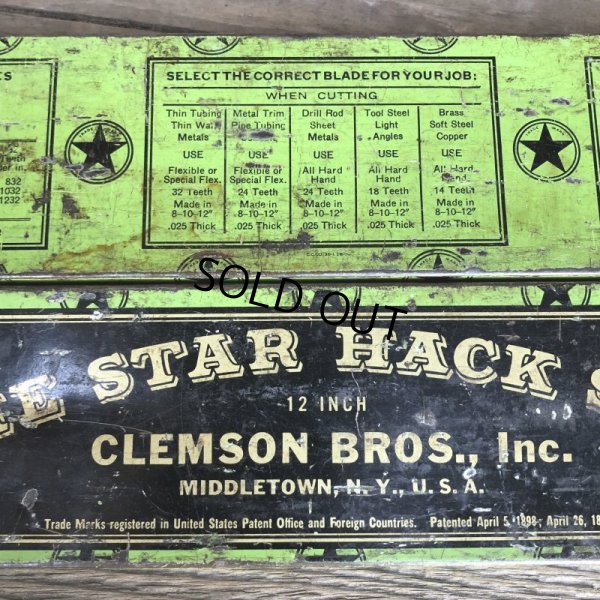 ES
SELECT THE CORRECT BLADE FOR YOUR JOB:
WHEN CUTTING
Thin Tubing Metal Trim Drill Rod Tool Steel Brass
Thin Wall Pipe Tubing Sheet Light Soft Steel
Metals Metals Angles Copper
USE USE USE USE USE
Flexible or Flexible or All Hard All Hard All Hard
Special Flex. Special Flex. Hand Hand Hand
32 Teeth 24 Teeth 24 Teeth 18 Teeth 14 Teeth
Made in Made in Made in Made in Made in
8-10-12" 8-10-12" 8-10-12" 8-10-12" 8-10-12"
.025 Thick .025 Thick .025 Thick .025 Thick .025 Thick
832
1032
1232
SOLD OUT
STAR HACK S
12 INCH
CLEMSON BROS., Inc.
MIDDLETOWN, N. Y., U. S. A.
Trade Marks registered in United States Patent Office and Foreign Countries. Patented April 5, 1898; April 26, 18